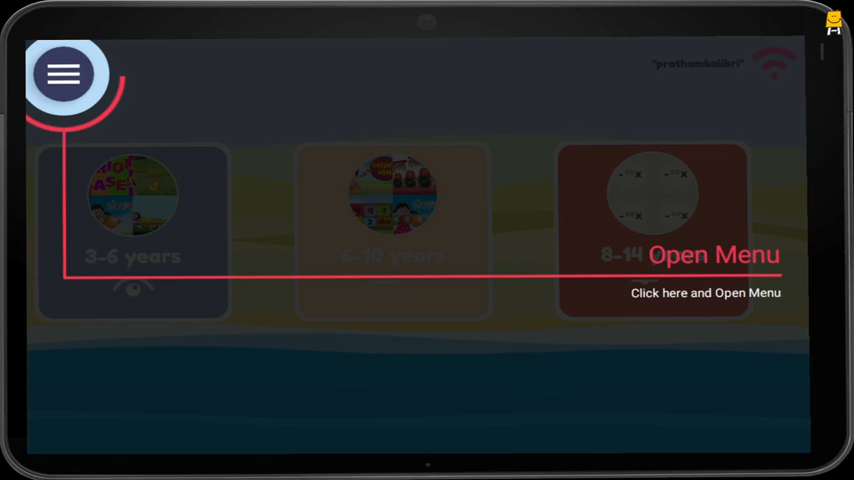 "prathamkolibri"
3-6 years
6-10 years
8-14
Open Menu
Click here and Open Menu